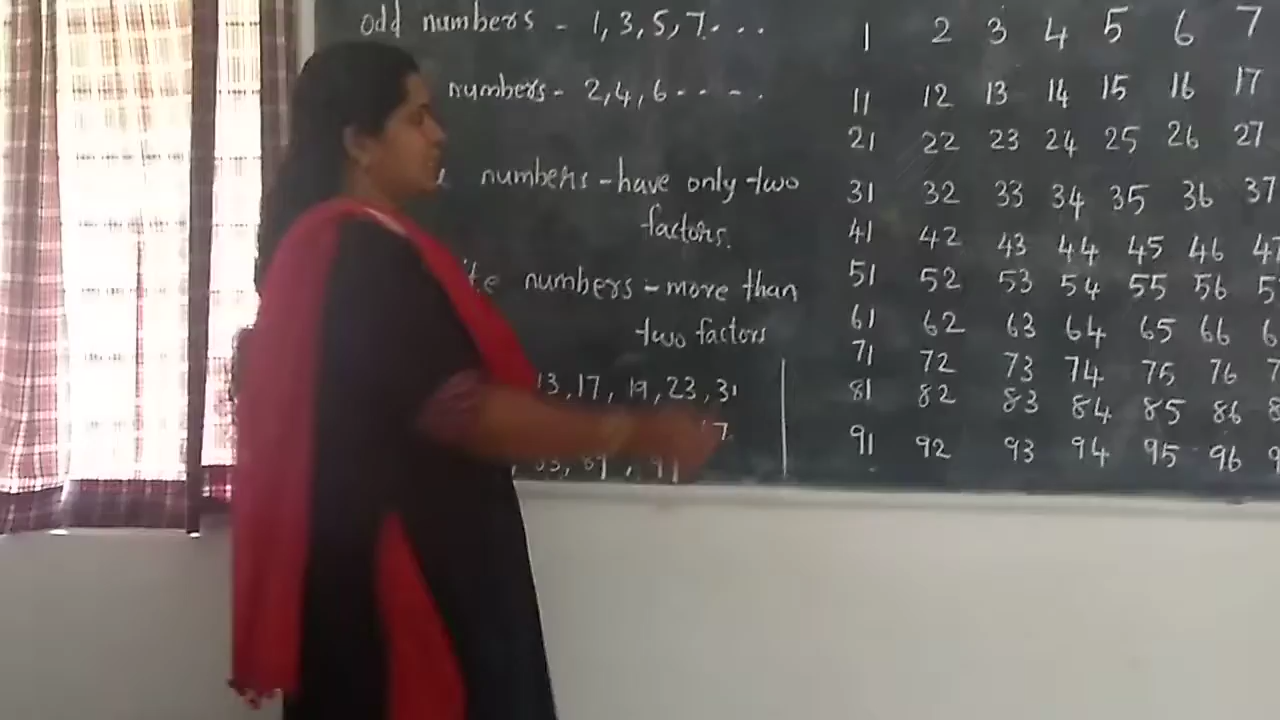 odd numbers - 1, 3, 5, 7. . .
numbers - 2, 4, 6 - - - .
numbers - have only two
factors.
numbers - more than
two factors
13, 17, 19, 23, 31
1 2 3 4 5 6 7
11 12 13 14 15 16 17
21 22 23 24 25 26 27
31 32 33 34 35 36 37
41 42 43 44 45 46 47
51 52 53 54 55 56
61 62 63 64 65 66
71 72 73 74 75 76
81 82 83 84 85 86
91 92 93 94 95 96